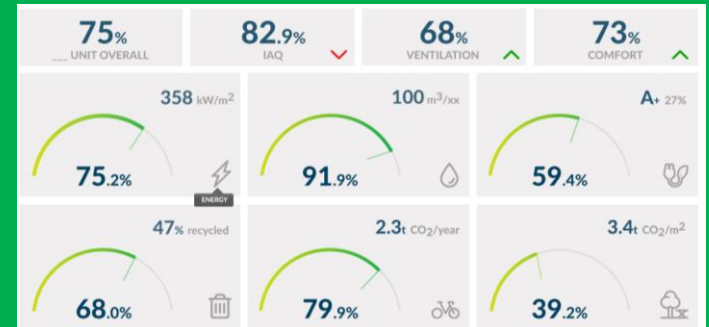 75%
___ UNIT OVERALL
82.9%
IAQ
68%
VENTILATION
73%
COMFORT
358 kW/m²
75.2%
ENERGY
100 m³/xx
91.9%
A+ 27%
59.4%
47% recycled
68.0%
2.3t CO₂/year
79.9%
3.4t CO₂/m²
39.2%